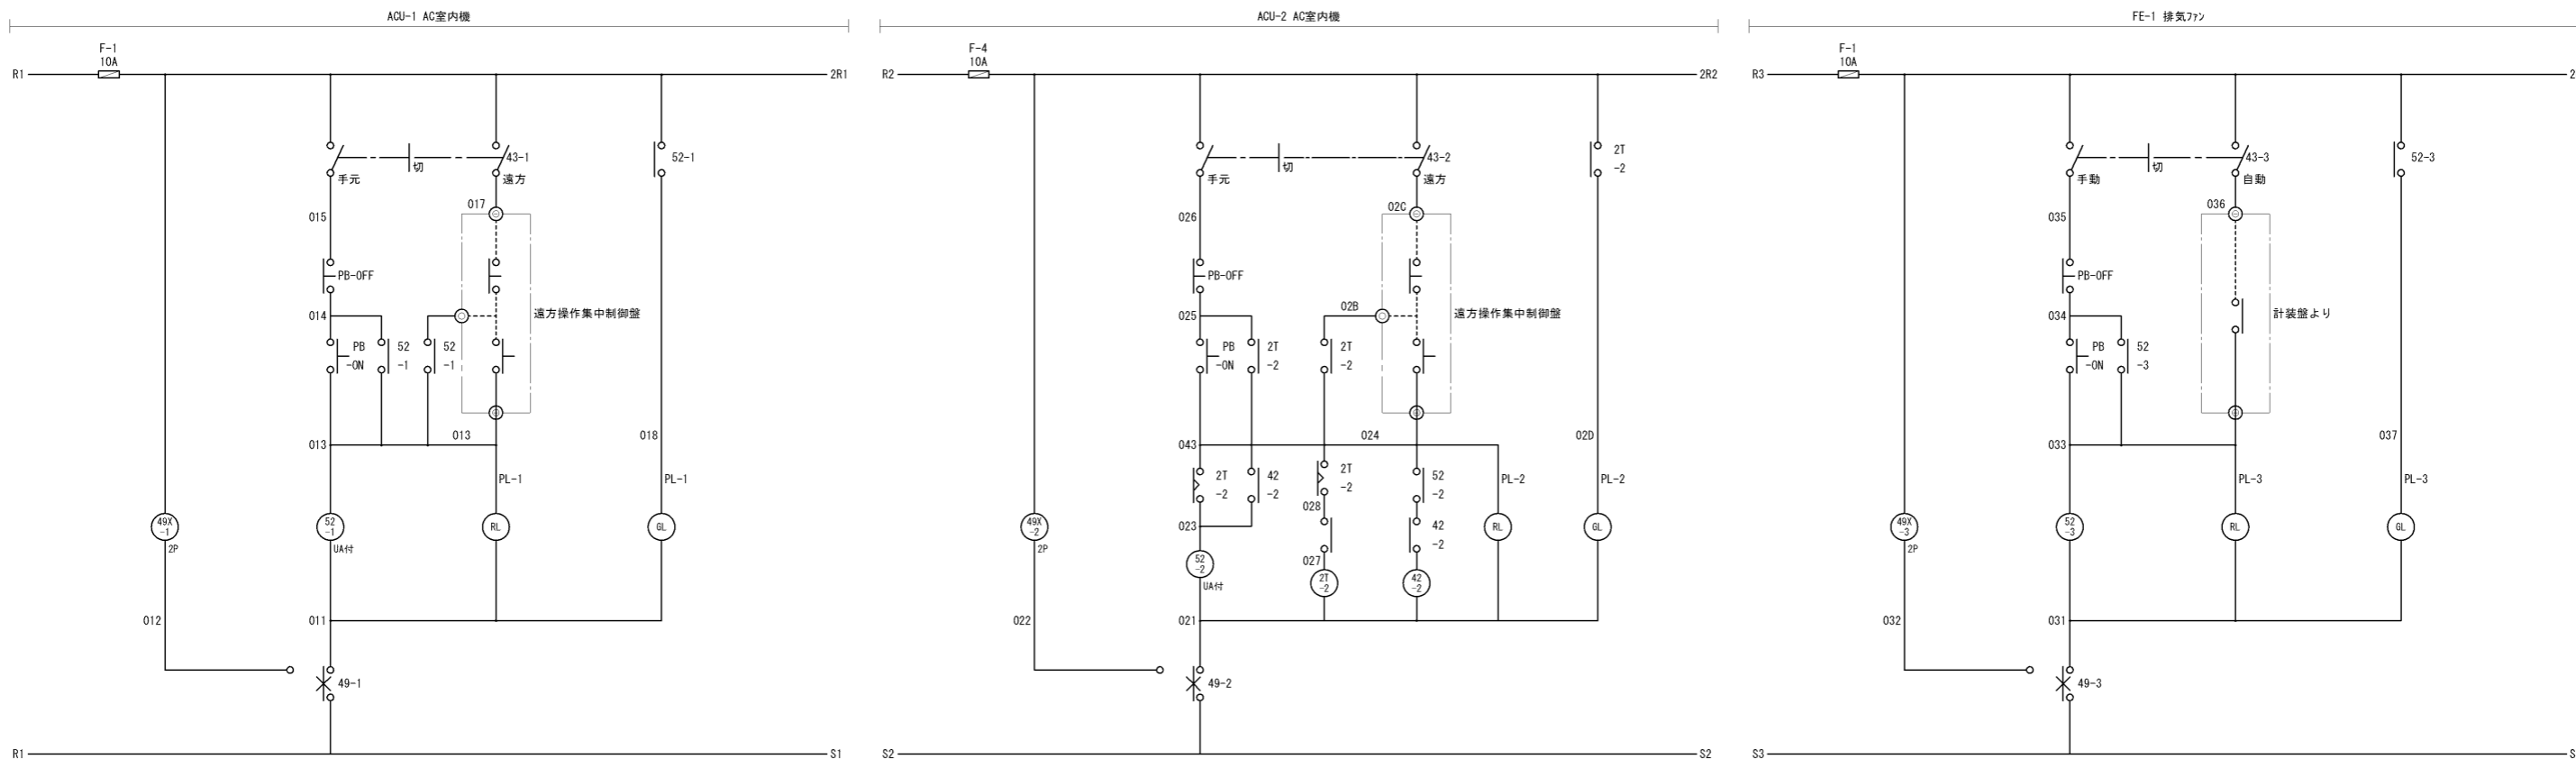 ACU-1 AC室内機
F-1
10A
R1
2R1
43-1
切
手元
遠方
52-1
015
017
PB-OFF
014
遠方操作集中制御盤
PB
-ON
52
-1
52
-1
013
013
018
PL-1
PL-1
49X
-1
2P
52
-1
UA付
RL
GL
012
011
49-1
R1
S1
ACU-2 AC室内機
F-4
10A
R2
2R2
43-2
切
手元
遠方
2T
-2
026
02C
PB-OFF
02B
025
遠方操作集中制御盤
PB
-ON
2T
-2
2T
-2
043
024
02D
2T
-2
42
-2
2T
-2
52
-2
PL-2
PL-2
028
023
42
-2
49X
-2
2P
RL
GL
027
52
-2
UA付
2T
-2
42
-2
022
021
49-2
S2
S2
FE-1 排気ファン
F-1
10A
R3
2
43-3
切
手動
自動
52-3
035
036
PB-OFF
034
計装盤より
PB
-ON
52
-3
033
037
PL-3
PL-3
49X
-3
2P
52
-3
RL
GL
032
031
49-3
S3
S